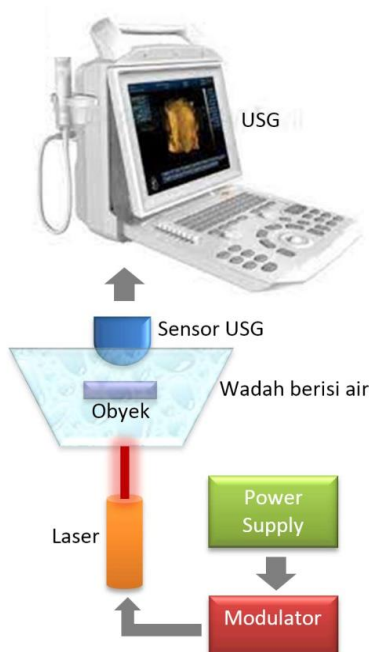 USG
Sensor USG
Wadah berisi air
Obyek
Laser
Power
Supply
Modulator